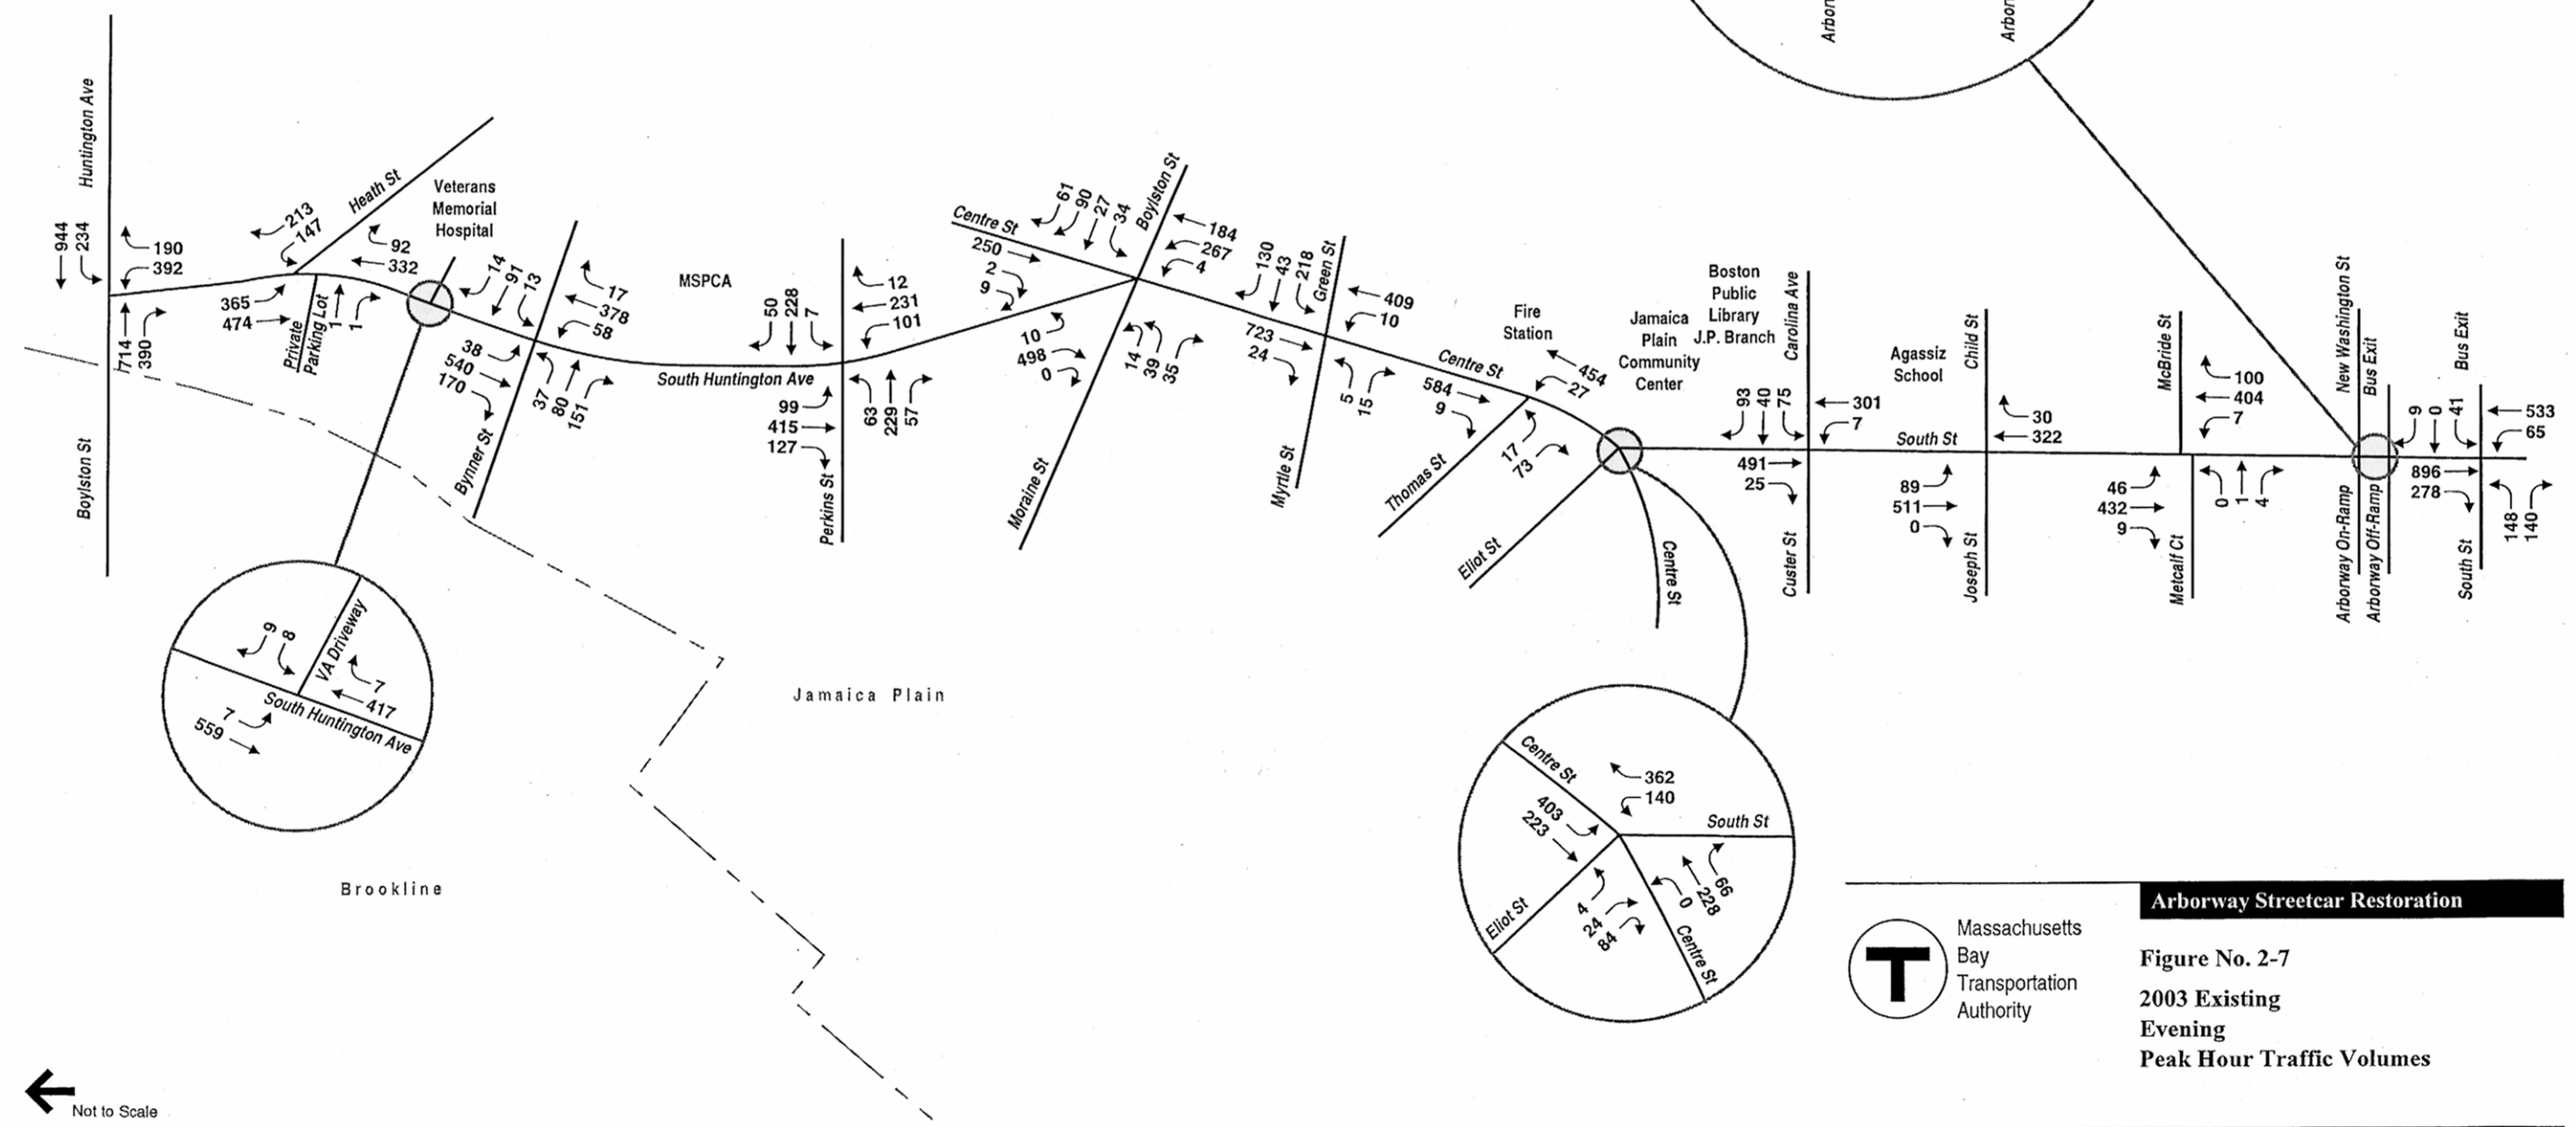 Arbor
Arbor
Huntington Ave
944
234
190
392
714
390
Boylston St
213
147
Heath St
92
332
365
474
Private
Parking Lot
1
1
Veterans
Memorial
Hospital
14
91
13
17
378
58
38
540
170
37
80
151
Bynner St
MSPCA
South Huntington Ave
50
228
7
12
231
101
99
415
127
63
229
57
Perkins St
Centre St
250
2
9
61
90
27
34
Boylston St
184
267
4
10
498
0
14
39
35
Moraine St
130
43
218
Green St
409
10
723
24
5
15
Myrtle St
Centre St
584
9
Fire
Station
454
27
17
73
Thomas St
Eliot St
Centre St
Jamaica
Plain
Community
Center
Boston
Public
Library
J.P. Branch
Carolina Ave
93
40
75
301
7
491
25
Custer St
South St
Agassiz
School
Child St
30
322
89
511
0
Joseph St
McBride St
100
404
7
46
432
9
0
1
4
Metcalf Ct
New Washington St
Bus Exit
Arborway On-Ramp
Arborway Off-Ramp
Bus Exit
9
0
41
533
65
896
278
148
140
South St
9
8
VA Driveway
7
417
South Huntington Ave
7
559
Jamaica Plain
Brookline
Centre St
362
140
403
223
South St
66
228
0
4
24
84
Eliot St
Centre St
Not to Scale
T
Massachusetts
Bay
Transportation
Authority
Arborway Streetcar Restoration
Figure No. 2-7
2003 Existing
Evening
Peak Hour Traffic Volumes